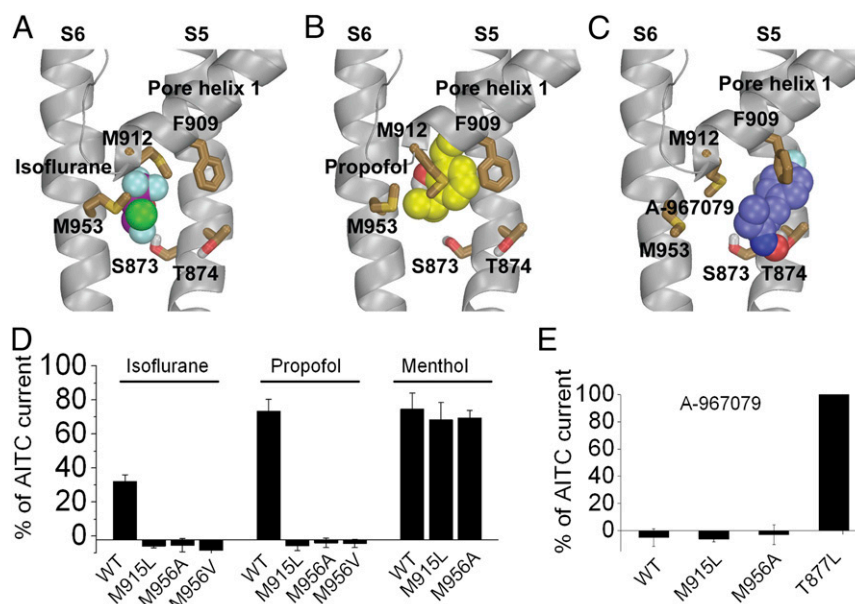 A
S6
S5
Pore helix 1
M912
F909
Isoflurane
M953
S873
T874
B
S6
S5
Pore helix 1
M912
F909
Propofol
M953
S873
T874
C
S6
S5
Pore helix 1
F909
M912
A-967079
M953
S873
T874
D
% of AITC current
100
80
60
40
20
0
Isoflurane
Propofol
Menthol
WT
M915L
M956A
M956V
WT
M915L
M956A
M956V
WT
M915L
M956A
E
% of AITC current
100
80
60
40
20
0
A-967079
WT
M915L
M956A
T877L